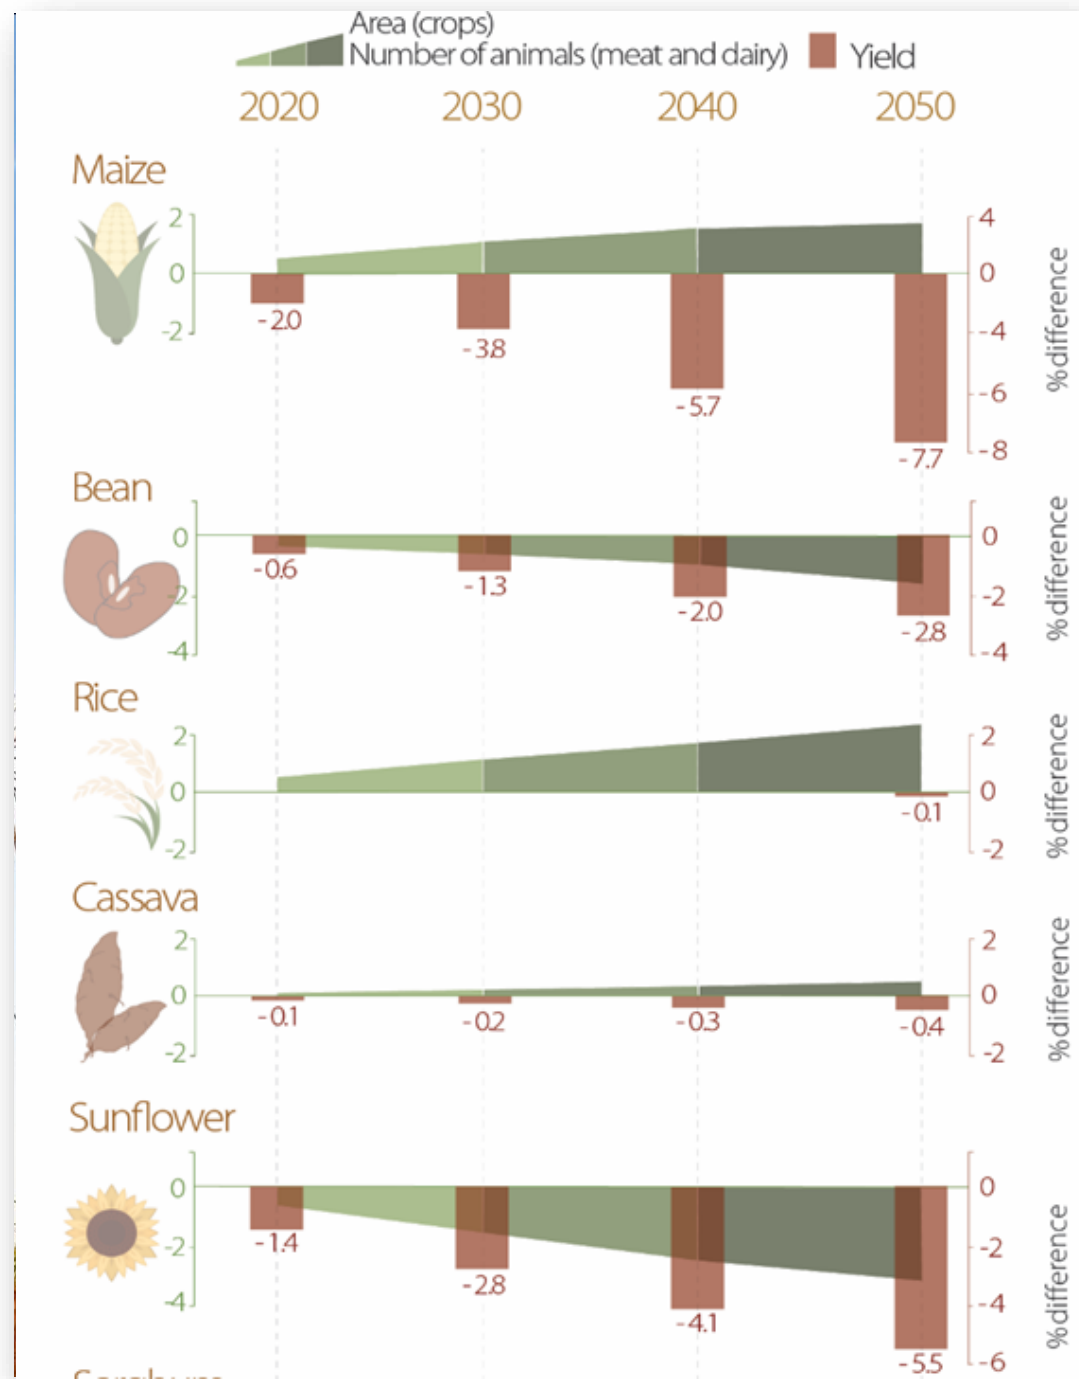 Area (crops)
Number of animals (meat and dairy) Yield
2020 2030 2040 2050
Maize
2 4
0 0
-2 -4
-2.0
-3.8
-6
-5.7
-8
-7.7
%difference
Bean
0 0
-0.6
-1.3
-2 -2
-2.0
-2.8
-4 -4
%difference
Rice
2 2
0 0
-0.1
-2 -2
%difference
Cassava
2 2
0 0
-0.1 -0.2 -0.3 -0.4
-2 -2
%difference
Sunflower
0 0
-1.4
-2 -2
-2.8
-4 -4
-4.1
-5.5
-6
%difference